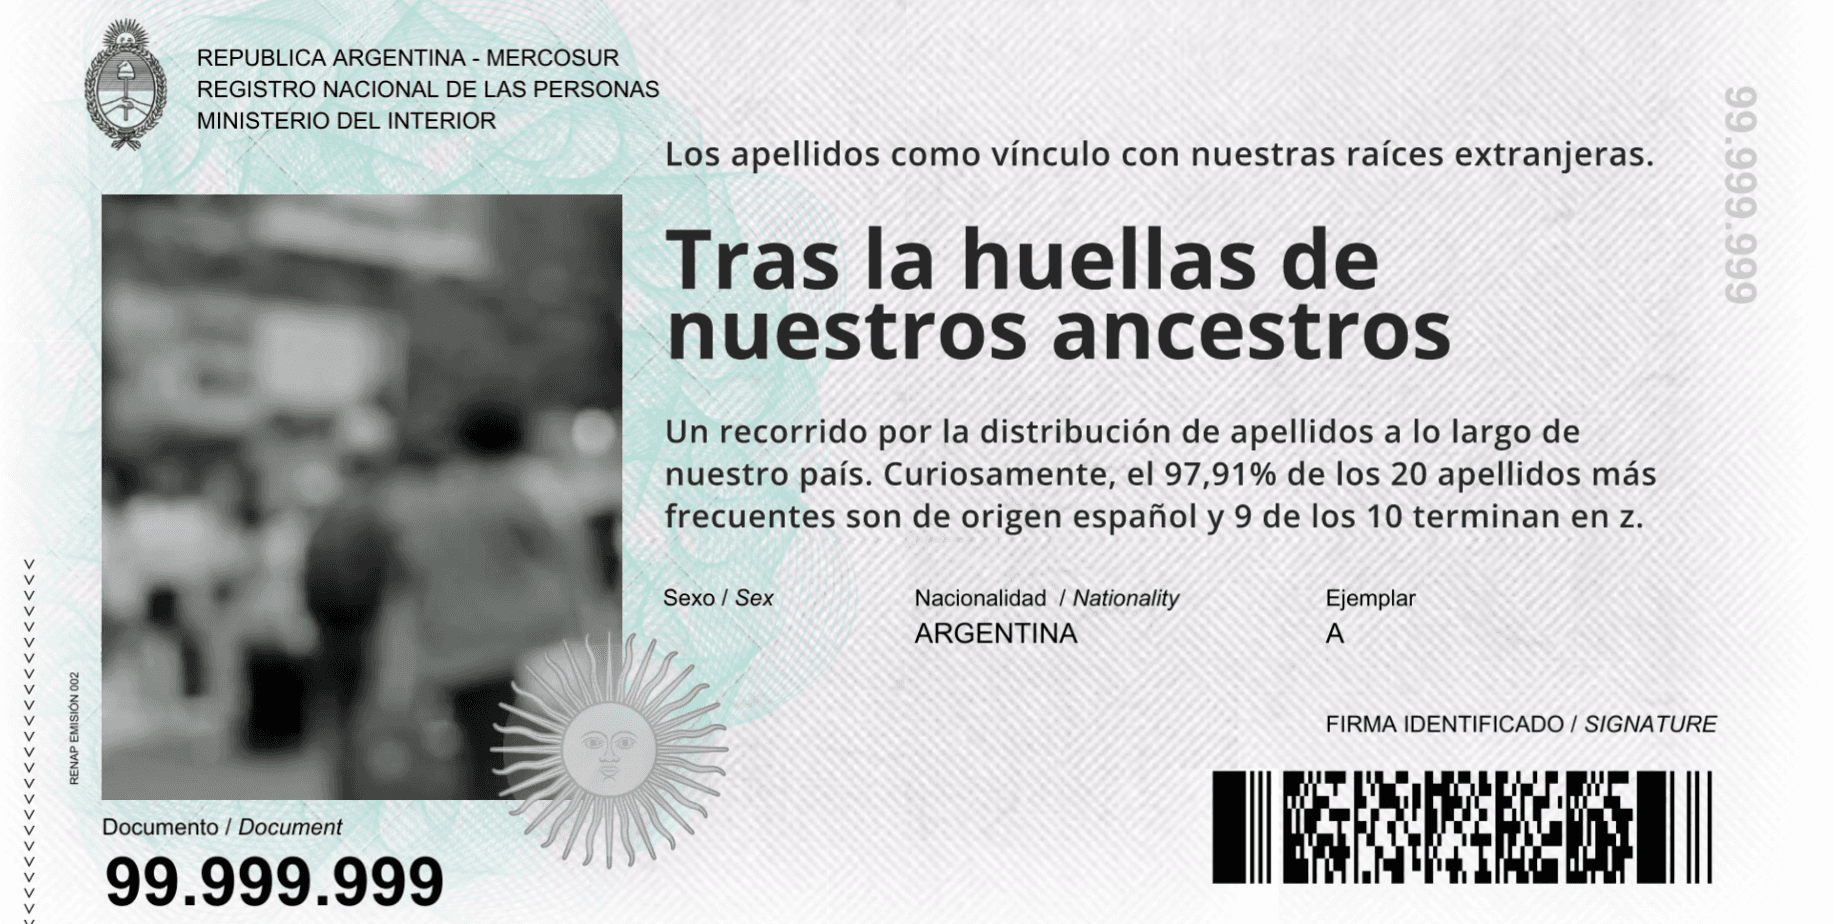 REPUBLICA ARGENTINA - MERCOSUR
REGISTRO NACIONAL DE LAS PERSONAS
MINISTERIO DEL INTERIOR
Los apellidos como vínculo con nuestras raíces extranjeras.
Tras la huellas de
nuestros ancestros
Un recorrido por la distribución de apellidos a lo largo de
nuestro país. Curiosamente, el 97,91% de los 20 apellidos más
frecuentes son de origen español y 9 de los 10 terminan en z.
Sexo / Sex
Nacionalidad / Nationality
ARGENTINA
Ejemplar
A
FIRMA IDENTIFICADO / SIGNATURE
Documento / Document
99.999.999
RENAP EMISIÓN 002
99.999.999